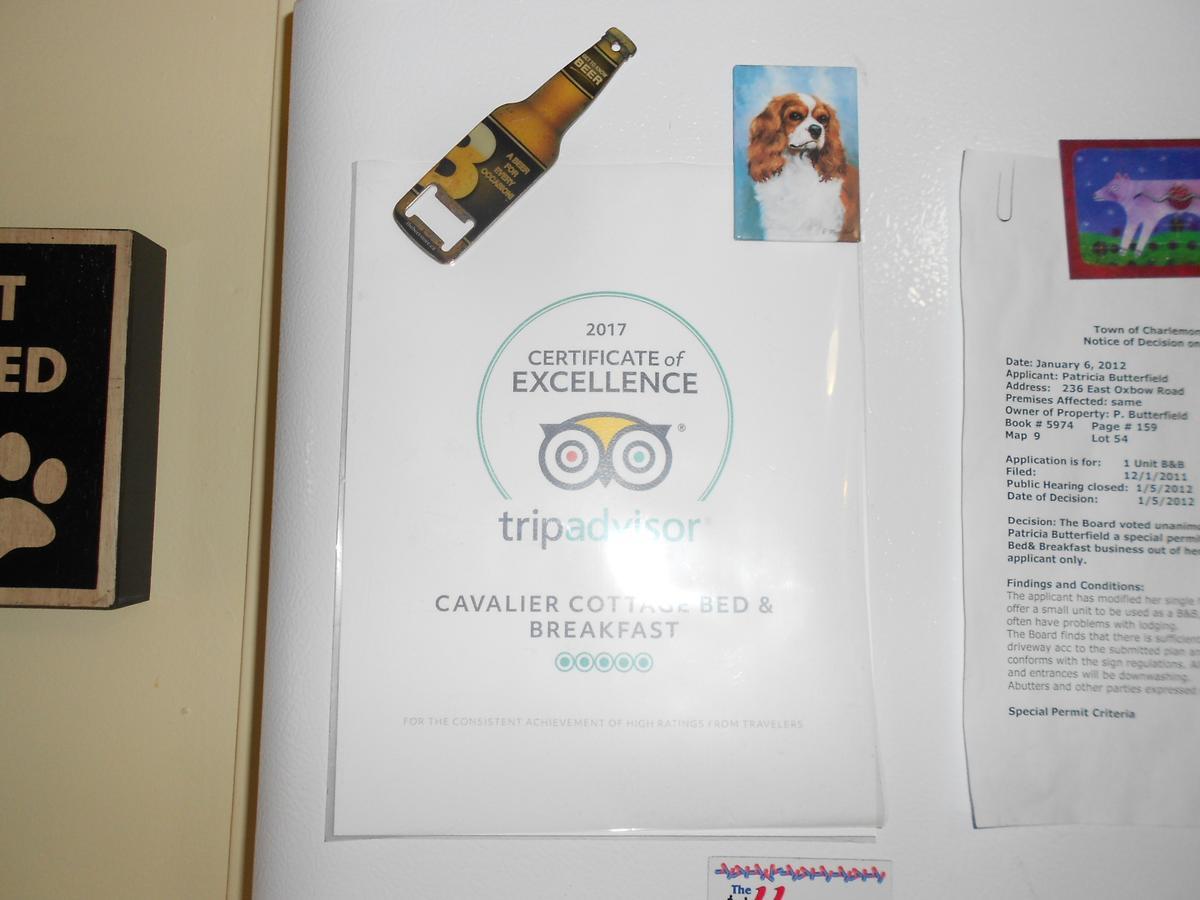 GET TO KNOW
BEER
A BEER
FOR
EVERY
OCCASION!
T
ED
2017
CERTIFICATE of
EXCELLENCE
tripadvisor®
CAVALIER COTTAGE BED &
BREAKFAST
FOR THE CONSISTENT ACHIEVEMENT OF HIGH RATINGS FROM TRAVELERS
Town of Charlemon
Notice of Decision on
Date: January 6, 2012
Applicant: Patricia Butterfield
Address: 236 East Oxbow Road
Premises Affected: same
Owner of Property: P. Butterfield
Book # 5974 Page # 159
Map 9 Lot 54
Application is for: 1 Unit B&B
Filed: 12/1/2011
Public Hearing closed: 1/5/2012
Date of Decision: 1/5/2012
Decision: The Board voted unanim
Patricia Butterfield a special permi
Bed& Breakfast business out of he
applicant only.
Findings and Conditions:
The applicant has modified her single
offer a small unit to be used as a B&B
often have problems with lodging.
The Board finds that there is sufficien
driveway acc to the submitted plan an
conforms with the sign regulations. Al
and entrances will be downwashing.
Abutters and other parties expressed
Special Permit Criteria
The